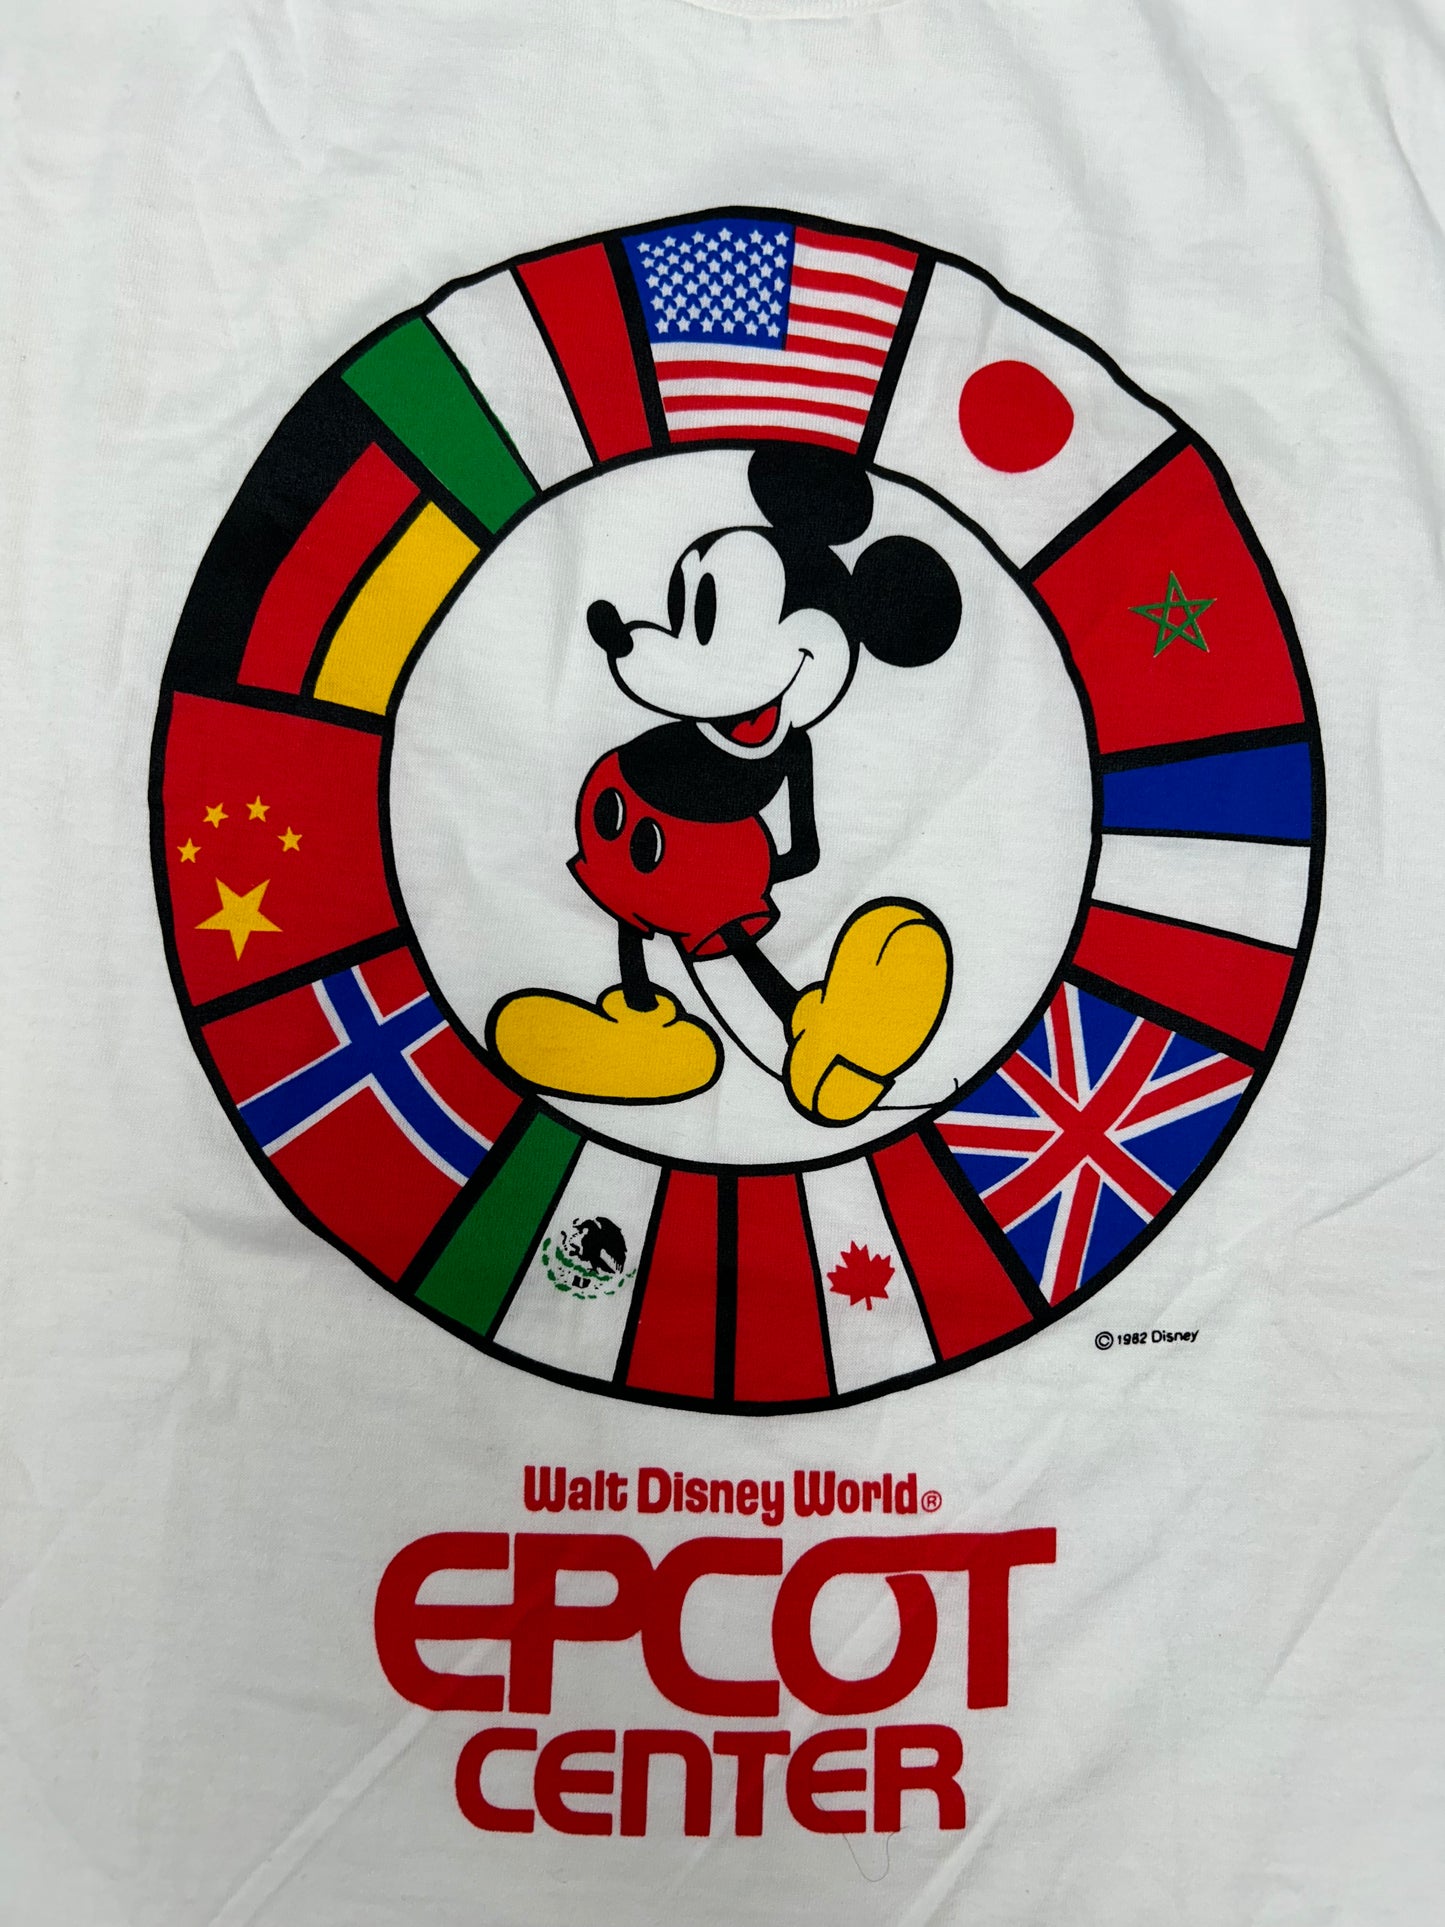 © 1982 Disney
Walt Disney World®
EPCOT
CENTER